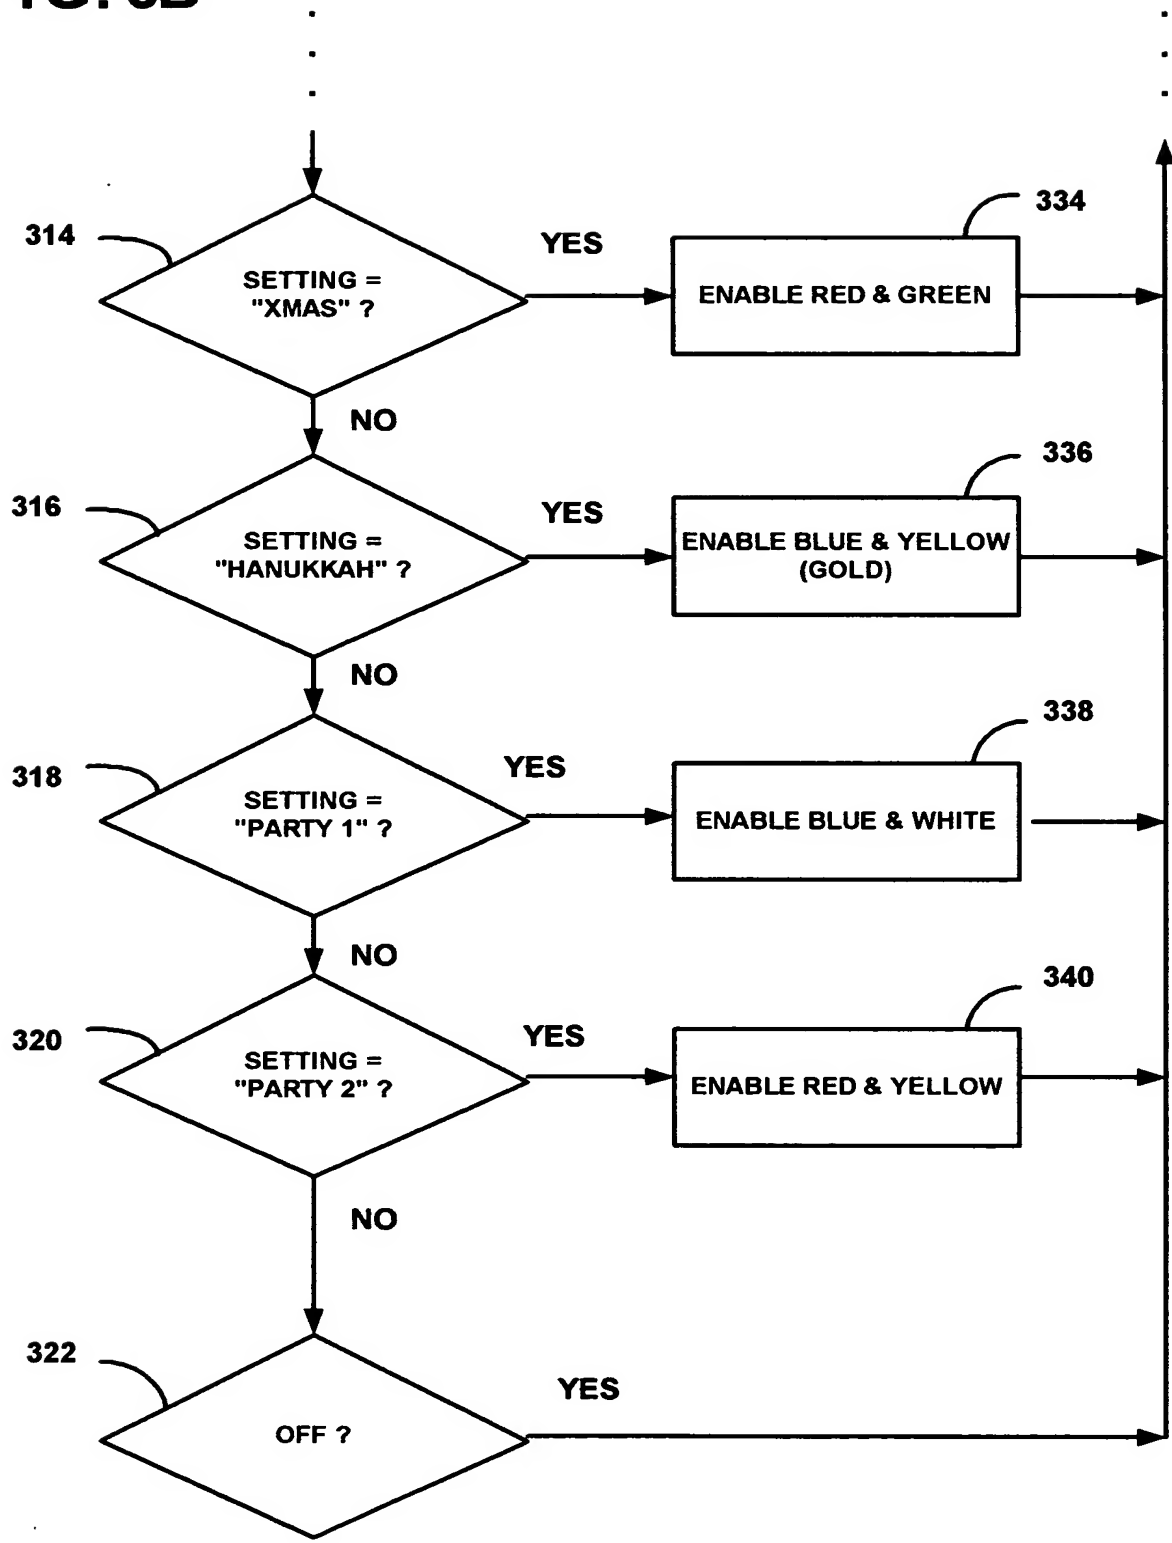 314
SETTING =
"XMAS" ?
YES
ENABLE RED & GREEN
334
NO
316
SETTING =
"HANUKKAH" ?
YES
ENABLE BLUE & YELLOW
(GOLD)
336
NO
318
SETTING =
"PARTY 1" ?
YES
ENABLE BLUE & WHITE
338
NO
320
SETTING =
"PARTY 2" ?
YES
ENABLE RED & YELLOW
340
NO
322
OFF ?
YES